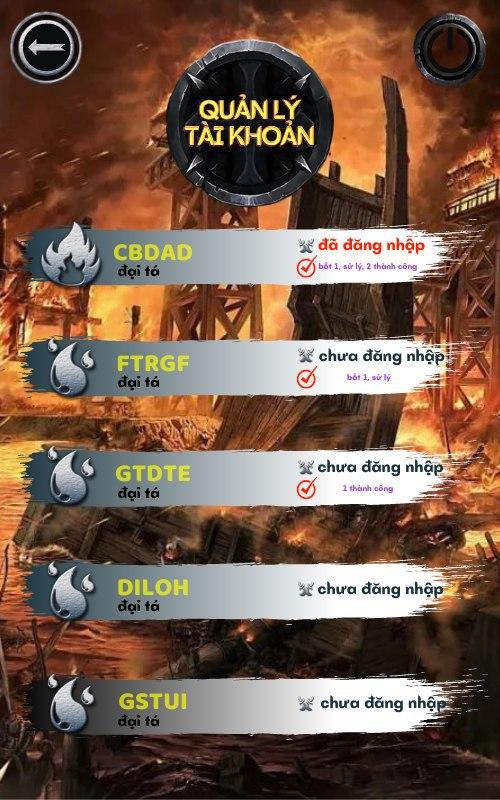 QUẢN LÝ
TÀI KHOẢN
CBDAD
đại tá
đã đăng nhập
bắt 1, sử lý, 2 thành công
FTRGF
đại tá
chưa đăng nhập
bắt 1, sử lý
GTDTE
đại tá
chưa đăng nhập
1 thành công
DILOH
đại tá
chưa đăng nhập
GSTUI
đại tá
chưa đăng nhập